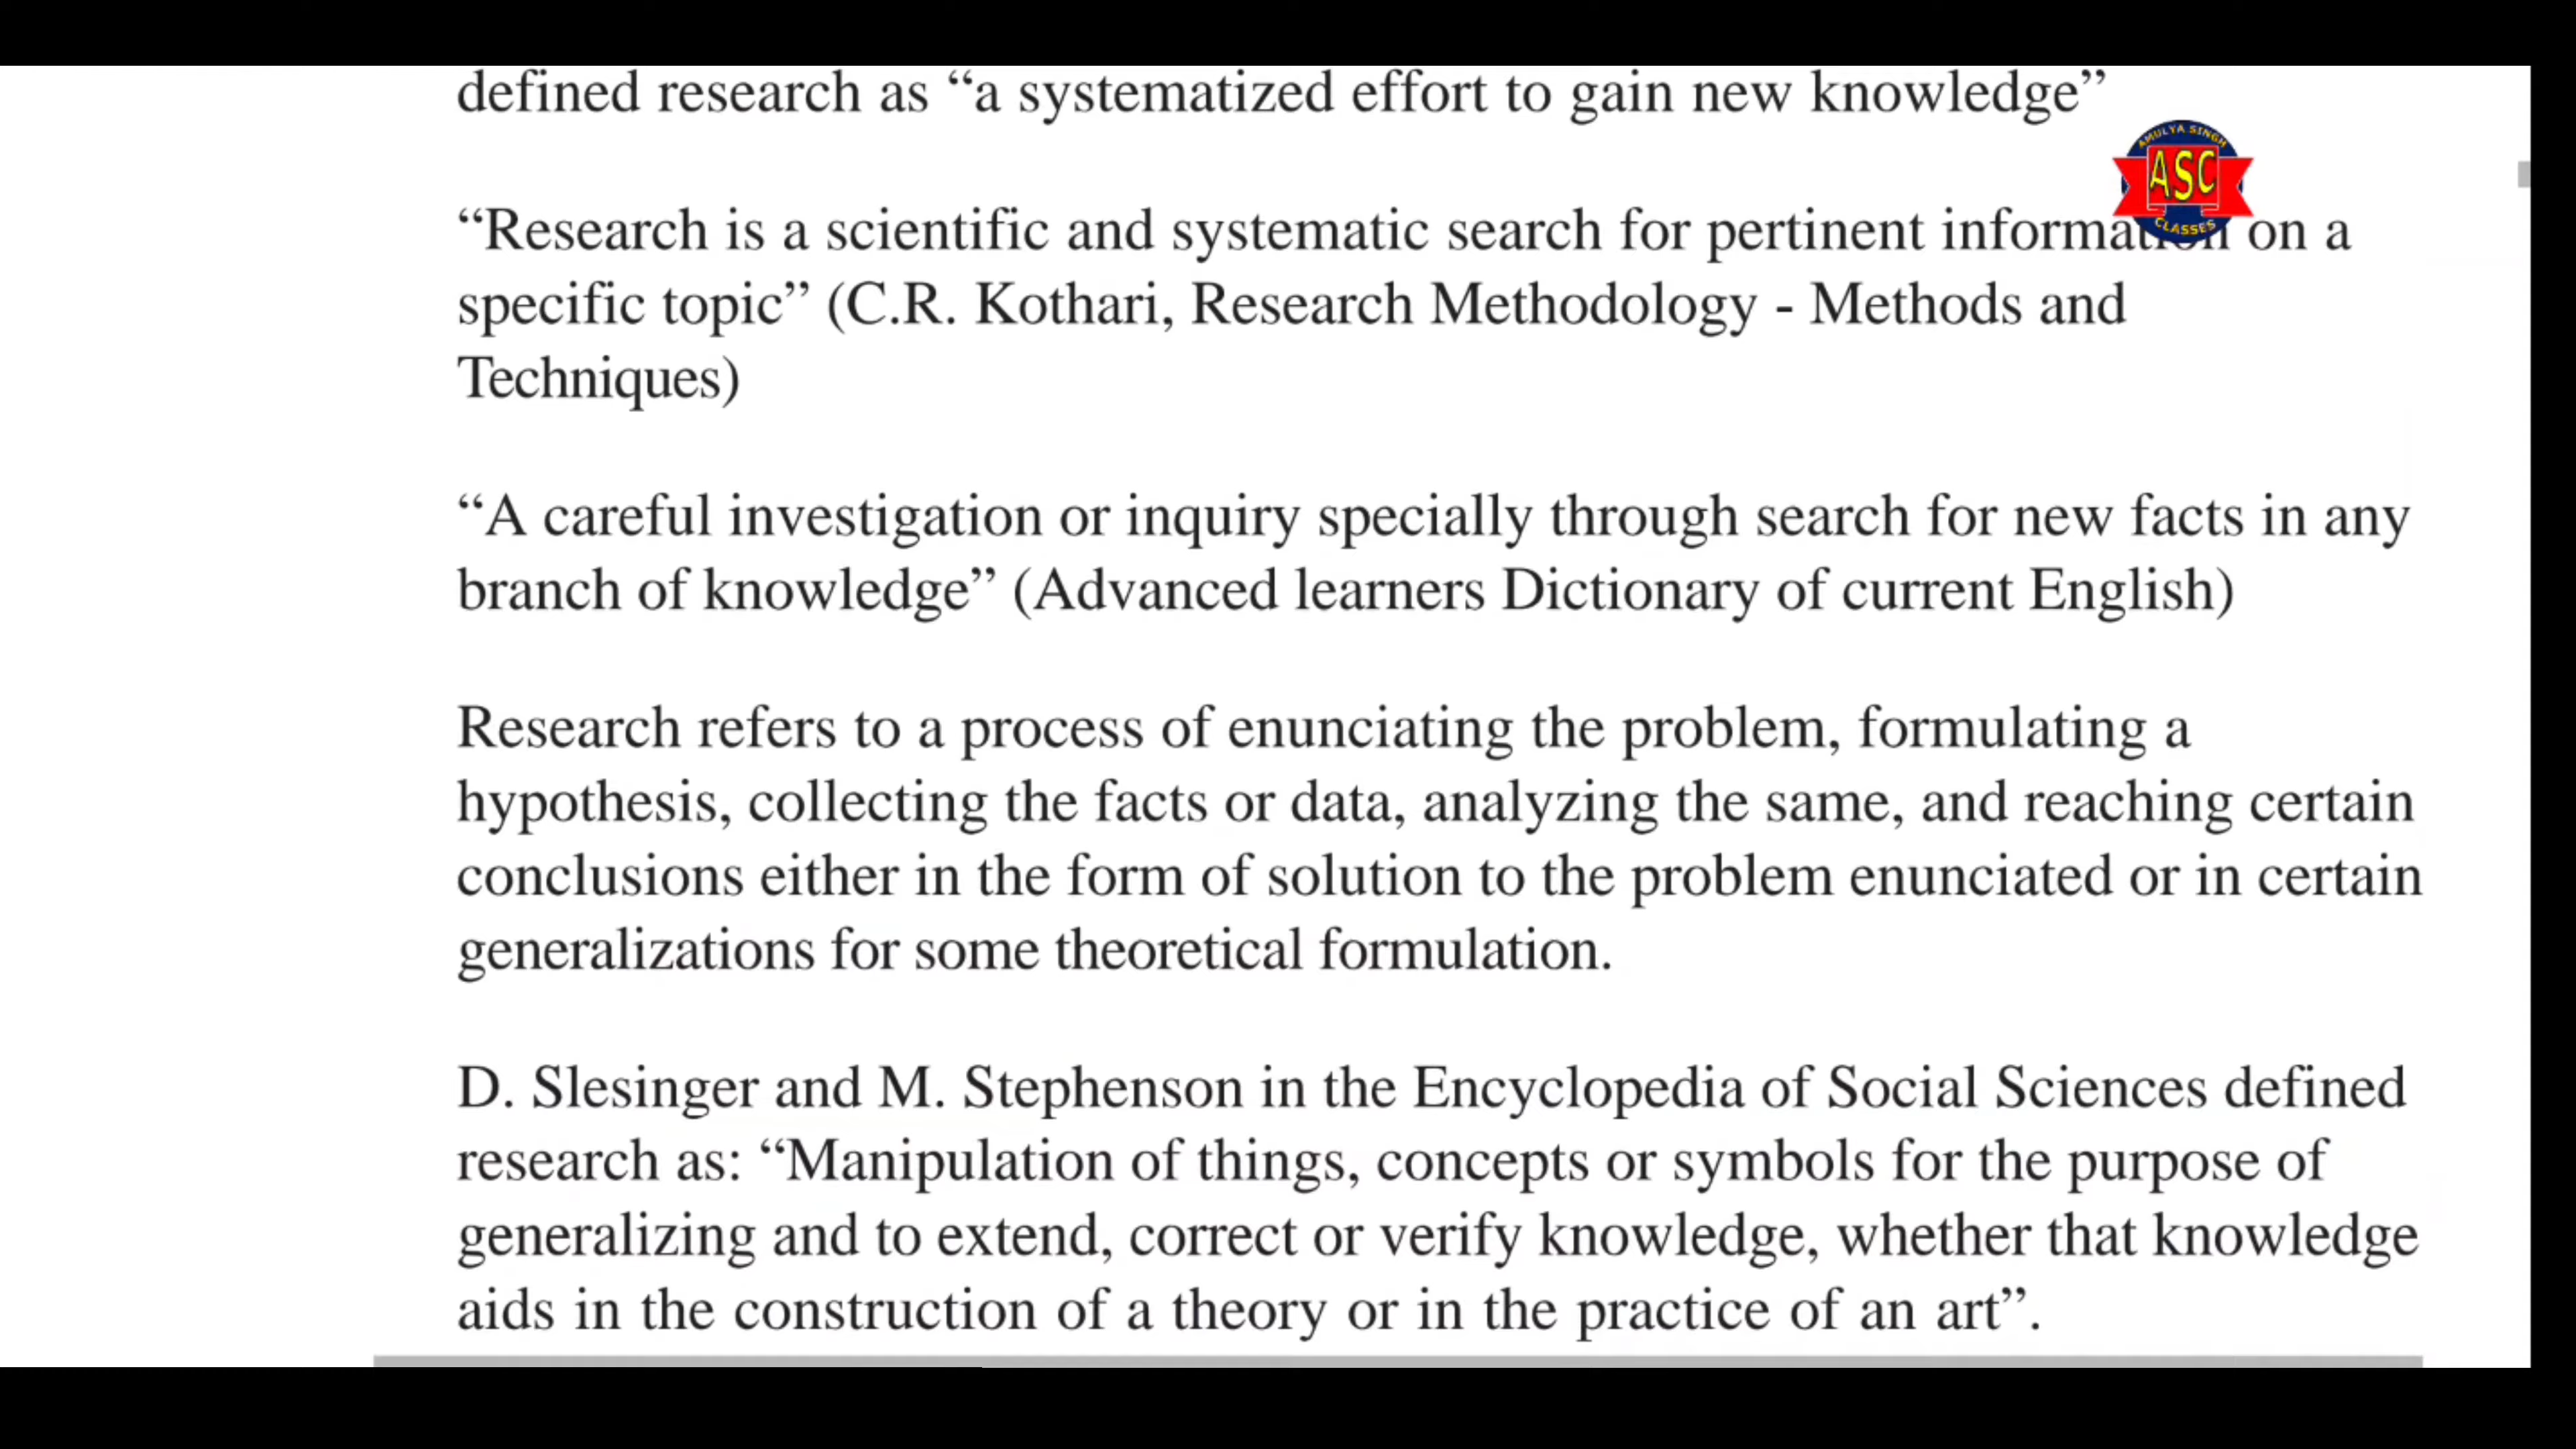 defined research as “a systematized effort to gain new knowledge”
AMULYA SINGH
ASC
CLASSES
“Research is a scientific and systematic search for pertinent information on a
specific topic” (C.R. Kothari, Research Methodology - Methods and
Techniques)
“A careful investigation or inquiry specially through search for new facts in any
branch of knowledge” (Advanced learners Dictionary of current English)
Research refers to a process of enunciating the problem, formulating a
hypothesis, collecting the facts or data, analyzing the same, and reaching certain
conclusions either in the form of solution to the problem enunciated or in certain
generalizations for some theoretical formulation.
D. Slesinger and M. Stephenson in the Encyclopedia of Social Sciences defined
research as: “Manipulation of things, concepts or symbols for the purpose of
generalizing and to extend, correct or verify knowledge, whether that knowledge
aids in the construction of a theory or in the practice of an art”.